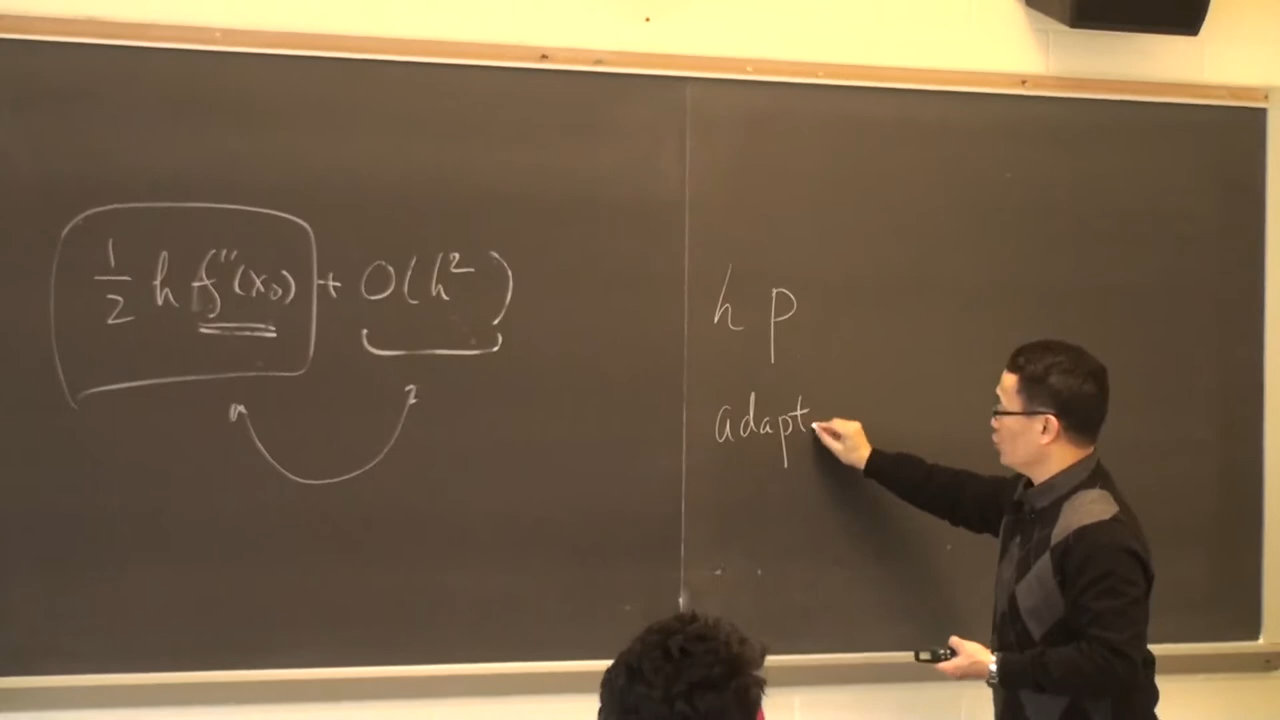 1/2 h f''(x₀) + O(h²)
h p
adapt